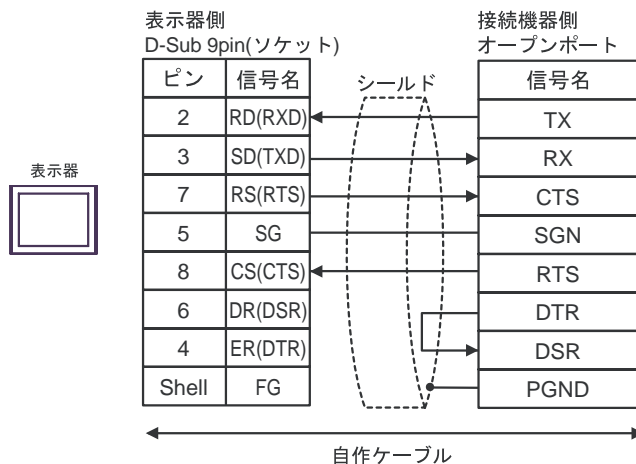 表示器側
D-Sub 9pin(ソケット)
接続機器側
オープンポート
ピン 信号名 シールド 信号名
2 RD(RXD) TX
3 SD(TXD) RX
表示器
7 RS(RTS) CTS
5 SG SGN
8 CS(CTS) RTS
6 DR(DSR) DTR
4 ER(DTR) DSR
Shell FG PGND
自作ケーブル